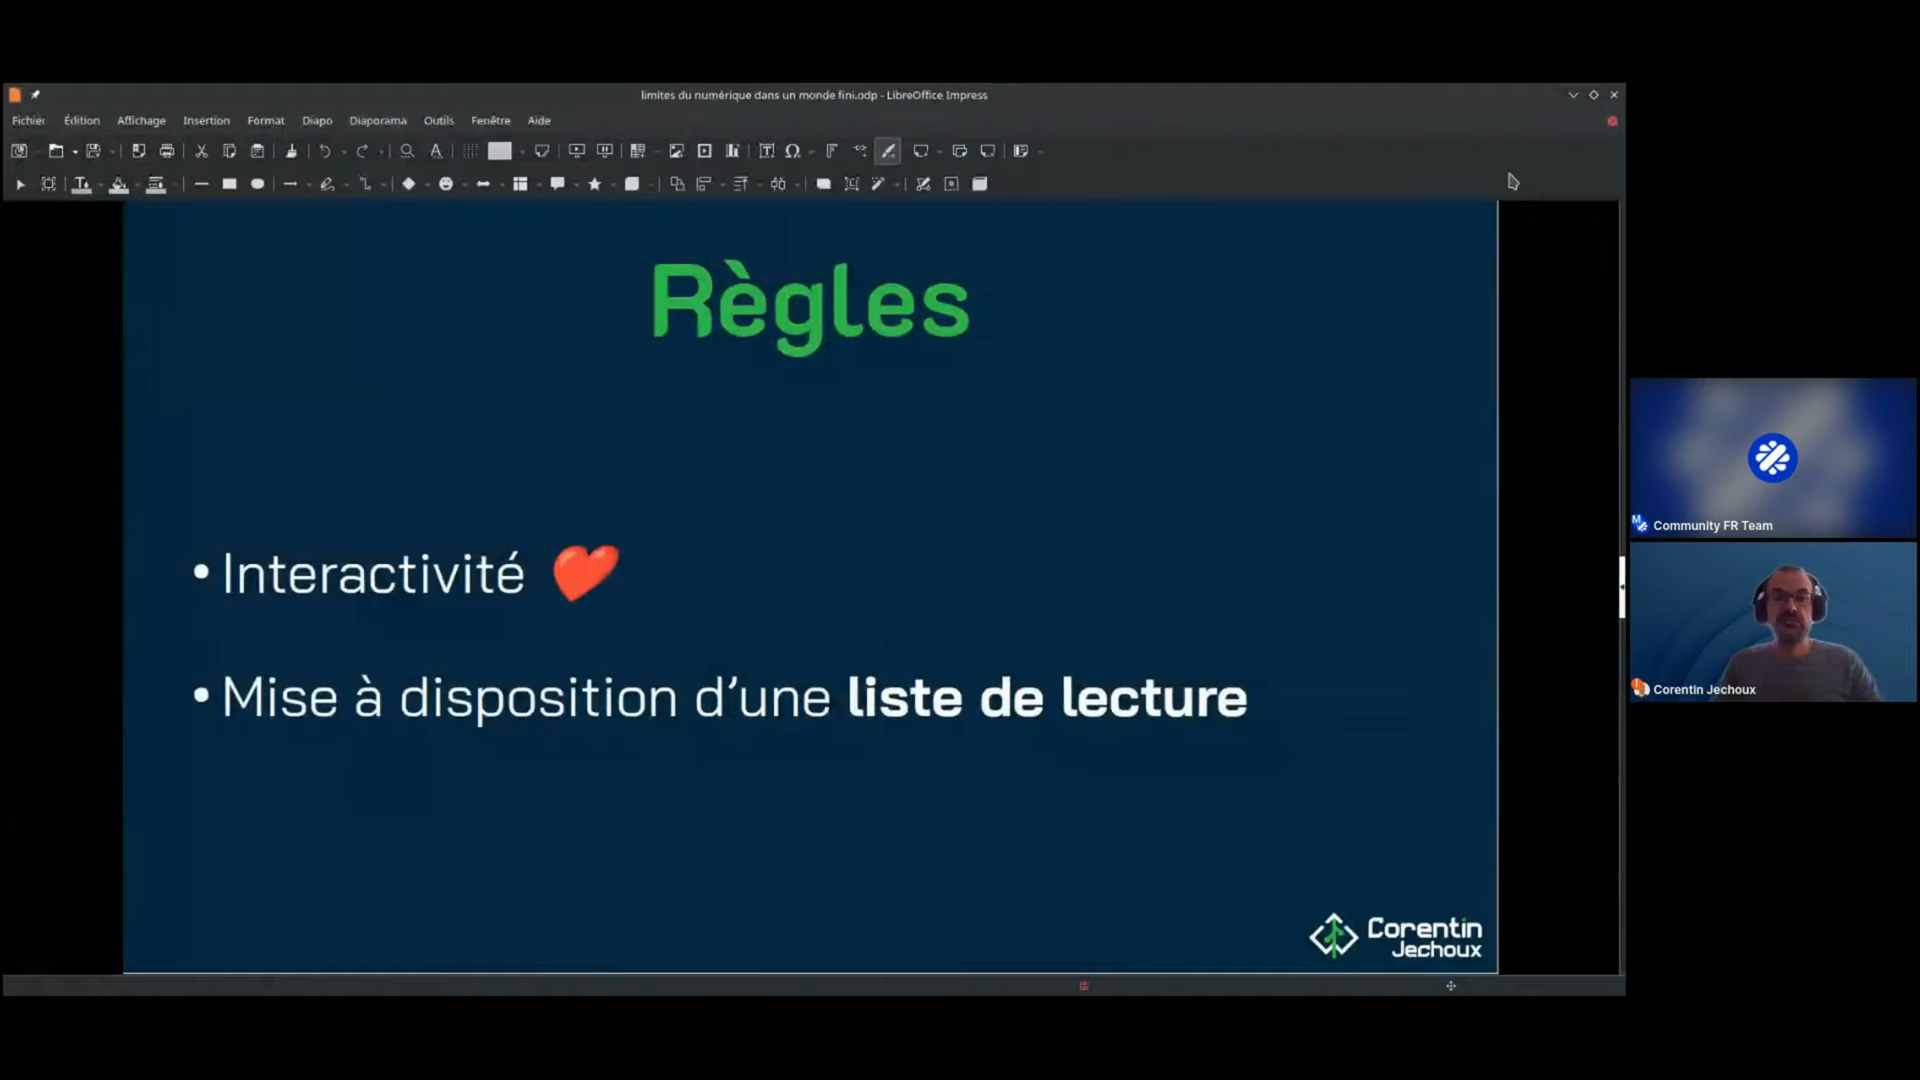 limites du numérique dans un monde fini.odp - LibreOffice Impress
Fichier Édition Affichage Insertion Format Diapo Diaporama Outils Fenêtre Aide
Règles
• Interactivité
• Mise à disposition d’une liste de lecture
Corentin
Jechoux
Community FR Team
Corentin Jechoux